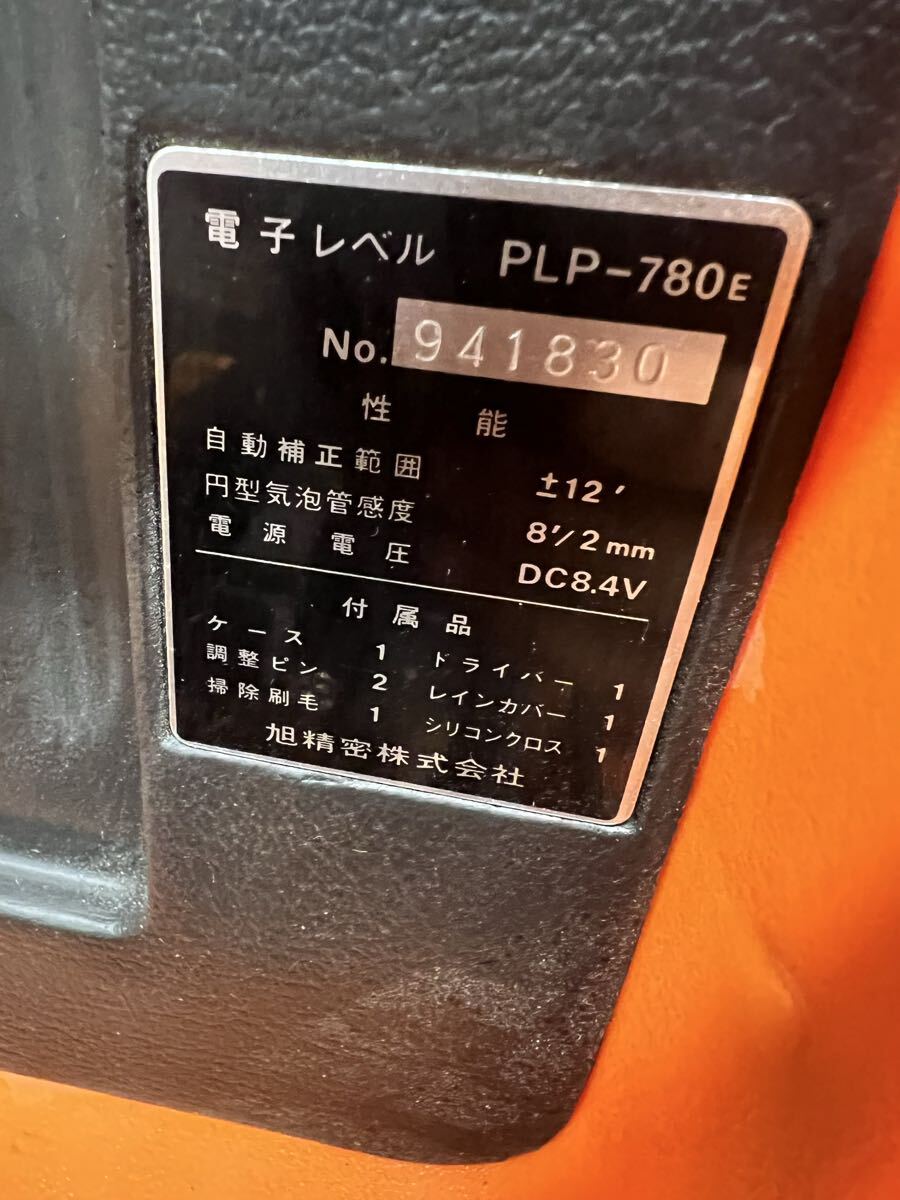 電子レベル PLP-780E
No. 941830
性 能
自動補正範囲 ±12′
円型気泡管感度 8′/2mm
電源電圧 DC8.4V
付属品
ケース 1 ドライバー 1
調整ピン 2 レインカバー 1
掃除刷毛 1 シリコンクロス 1
旭精密株式会社